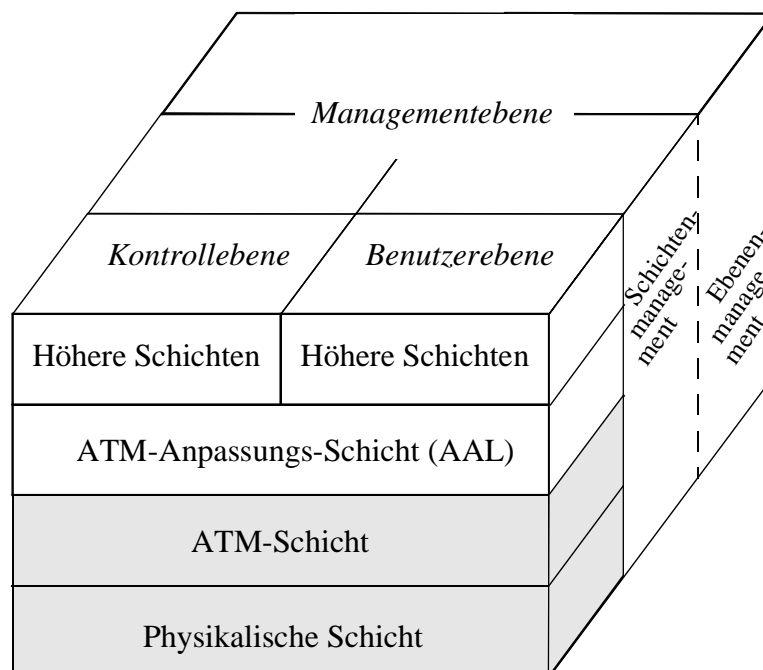 Managementebene
Kontrollebene
Benutzerebene
Schichten-
manage-
ment
Ebenen-
manage
ment
Höhere Schichten
Höhere Schichten
ATM-Anpassungs-Schicht (AAL)
ATM-Schicht
Physikalische Schicht